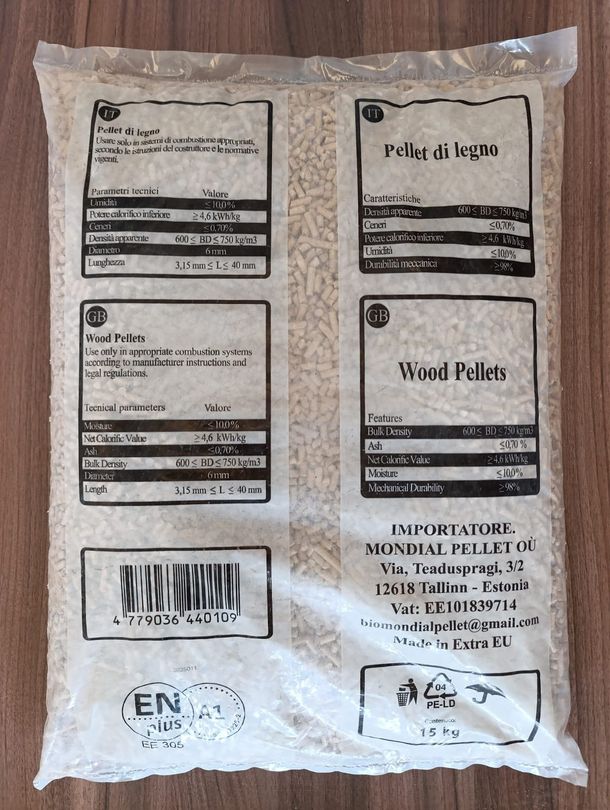 IT
Pellet di legno
Usare solo in sistemi di combustione appropriati,
secondo le istruzioni del costruttore e le normative
vigenti.
Parametri tecnici Valore
Umidità ≤10,0%
Potere calorifico inferiore ≥4,6 kWh/kg
Ceneri ≤0,70%
Densità apparente 600 ≤ BD ≤ 750 kg/m3
Diametro 6 mm
Lunghezza 3,15 mm ≤ L ≤ 40 mm
GB
Wood Pellets
Use only in appropriate combustion systems
according to manufacturer instructions and
legal regulations.
Tecnical parameters Valore
Moisture ≤10,0%
Net Calorific Value ≥4,6 kWh/kg
Ash ≤0,70%
Bulk Density 600 ≤ BD ≤ 750 kg/m3
Diameter 6 mm
Length 3,15 mm ≤ L ≤ 40 mm
4 779036 440109
EN
plus
A1
EE 305
IT
Pellet di legno
Caratteristiche
Densità apparente 600 ≤ BD ≤ 750 kg/m3
Ceneri ≤0,70%
Potere calorifico inferiore ≥4,6 kWh/kg
Umidità ≤10,0%
Durabilità meccanica ≥98%
GB
Wood Pellets
Features
Bulk Density 600 ≤ BD ≤ 750 kg/m3
Ash ≤0,70 %
Net Calorific Value ≥4,6 kWh/kg
Moisture ≤10,0%
Mechanical Durability ≥98%
IMPORTATORE.
MONDIAL PELLET OÙ
Via, Teaduspragi, 3/2
12618 Tallinn - Estonia
Vat: EE101839714
biomondialpellet@gmail.com
Made in Extra EU
04
PE-LD
Contenuto:
15 kg